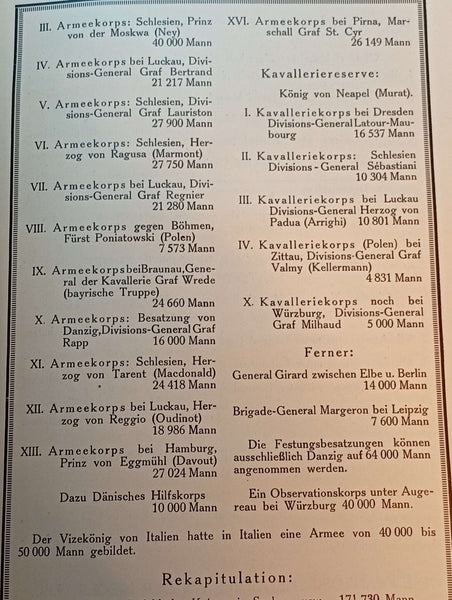 III. Armeekorps: Schlesien, Prinz
von der Moskwa (Ney)
40 000 Mann
IV. Armeekorps bei Luckau, Divi-
sions-General Graf Bertrand
21 217 Mann
V. Armeekorps: Schlesien, Divi-
sions-General Graf Lauriston
27 900 Mann
VI. Armeekorps: Schlesien, Her-
zog von Ragusa (Marmont)
27 750 Mann
VII. Armeekorps bei Luckau, Divi-
sions-General Graf Regnier
21 280 Mann
VIII. Armeekorps gegen Böhmen,
Fürst Poniatowski (Polen)
7 573 Mann
IX. Armeekorps bei Braunau, Gene-
ral der Kavallerie Graf Wrede
(bayrische Truppe)
24 660 Mann
X. Armeekorps: Besatzung von
Danzig, Divisions-General Graf
Rapp 16 000 Mann
XI. Armeekorps: Schlesien, Her-
zog von Tarent (Macdonald)
24 418 Mann
XII. Armeekorps bei Luckau, Her-
zog von Reggio (Oudinot)
18 986 Mann
XIII. Armeekorps bei Hamburg,
Prinz von Eggmühl (Davout)
27 024 Mann
Dazu Dänisches Hilfskorps
10 000 Mann
XVI. Armeekorps bei Pirna, Mar-
schall Graf St. Cyr
26 149 Mann
Kavalleriereserve:
König von Neapel (Murat).
I. Kavalleriekorps bei Dresden
Divisions-General Latour-Mau-
bourg 16 537 Mann
II. Kavalleriekorps: Schlesien
Divisions-General Sébastiani
10 304 Mann
III. Kavalleriekorps bei Luckau
Divisions-General Herzog von
Padua (Arrighi) 10 801 Mann
IV. Kavalleriekorps (Polen) bei
Zittau, Divisions-General Graf
Valmy (Kellermann)
4 831 Mann
X. Kavalleriekorps noch bei
Würzburg, Divisions-General
Graf Milhaud 5 000 Mann
Ferner:
General Girard zwischen Elbe u. Berlin
14 000 Mann
Brigade-General Margeron bei Leipzig
7 600 Mann
Die Festungsbesatzungen können
ausschließlich Danzig auf 64 000 Mann
angenommen werden.
Ein Observationskorps unter Auge-
reau bei Würzburg 40 000 Mann.
Der Vizekönig von Italien hatte in Italien eine Armee von 40 000 bis
50 000 Mann gebildet.
Rekapitulation:
171 730 Mann